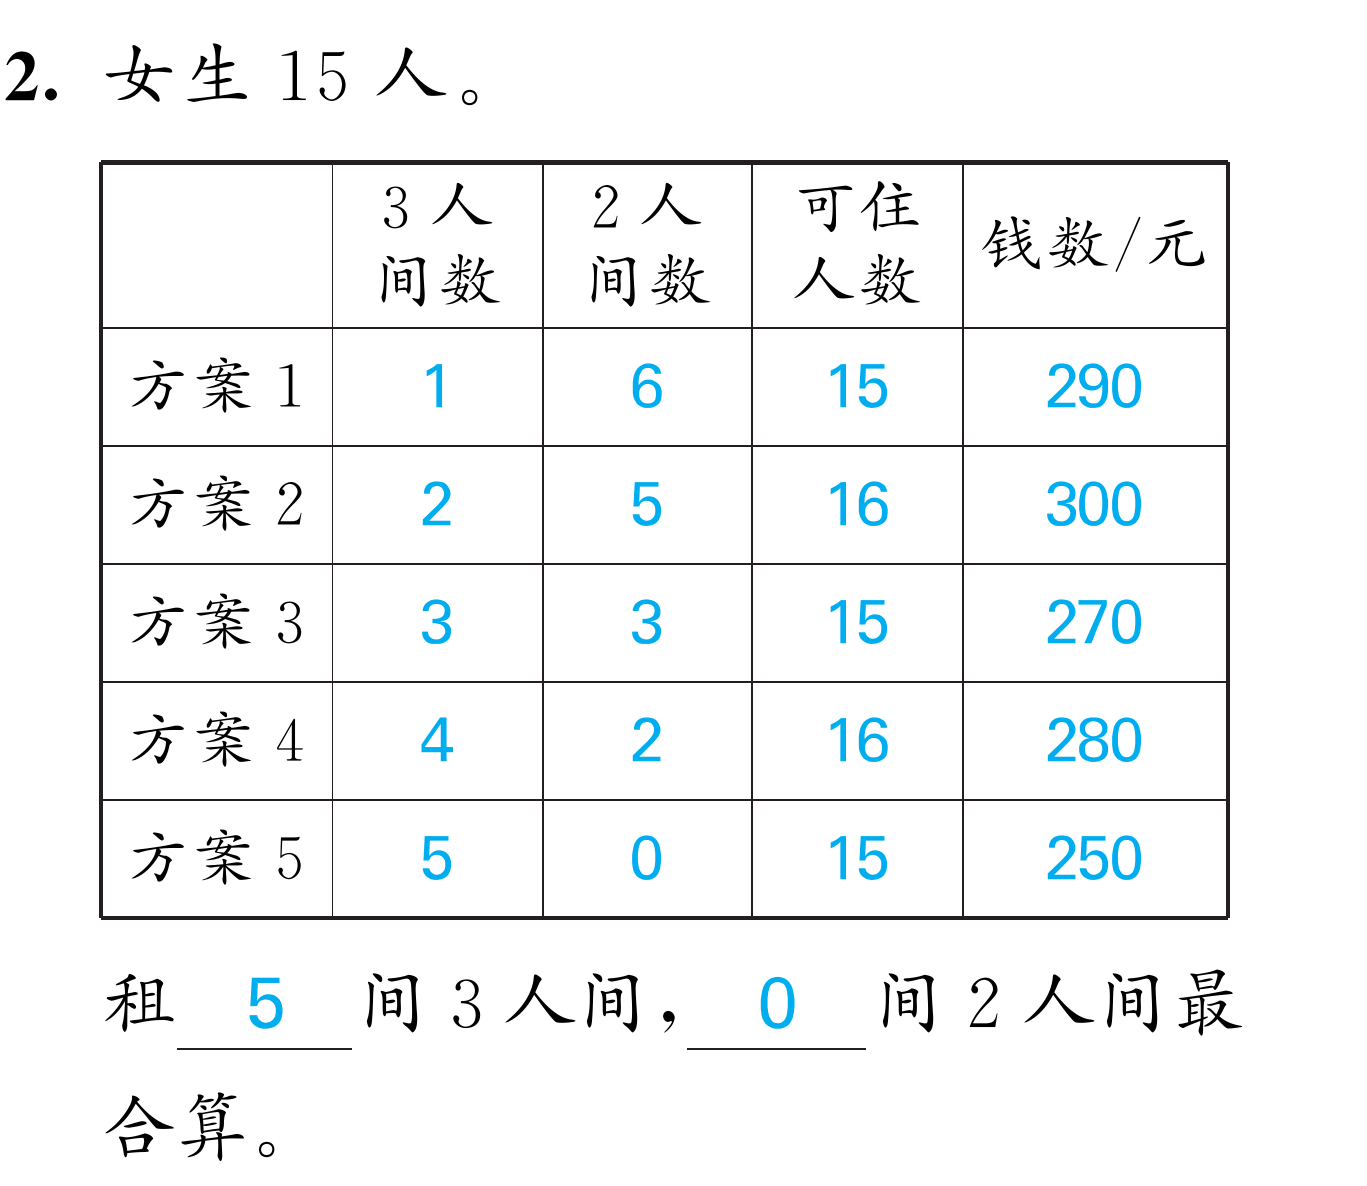 2. 女生 15 人。
3 人间数 2 人间数 可住人数 钱数/元
方案 1 1 6 15 290
方案 2 2 5 16 300
方案 3 3 3 15 270
方案 4 4 2 16 280
方案 5 5 0 15 250
租 5 间 3 人间, 0 间 2 人间最
合算。